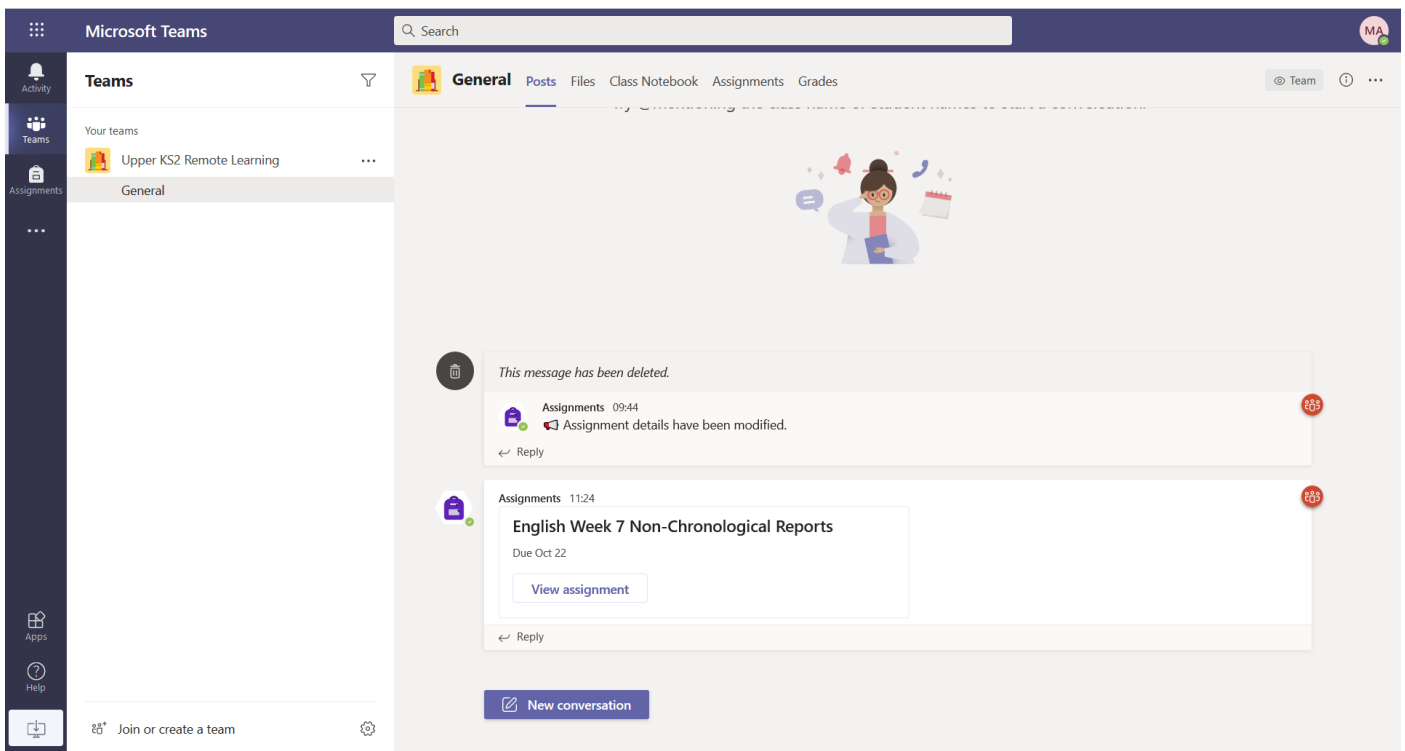 Microsoft Teams
Search
MA
Activity
Teams
Assignments
Apps
Help
Teams
Your teams
Upper KS2 Remote Learning
General
Join or create a team
General Posts Files Class Notebook Assignments Grades
Team
This message has been deleted.
Assignments 09:44
Assignment details have been modified.
Reply
Assignments 11:24
English Week 7 Non-Chronological Reports
Due Oct 22
View assignment
Reply
New conversation